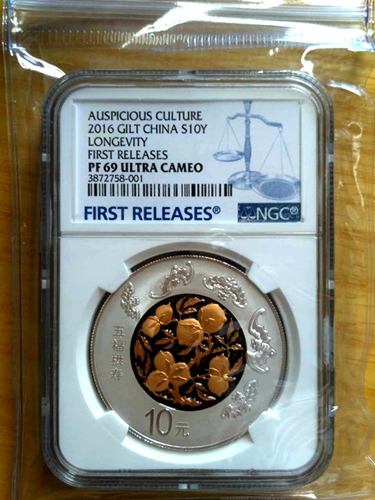 AUSPICIOUS CULTURE
2016 GILT CHINA S10Y
LONGEVITY
FIRST RELEASES
PF 69 ULTRA CAMEO
3872758-001
FIRST RELEASES®
NGC®
五福拱寿
10元